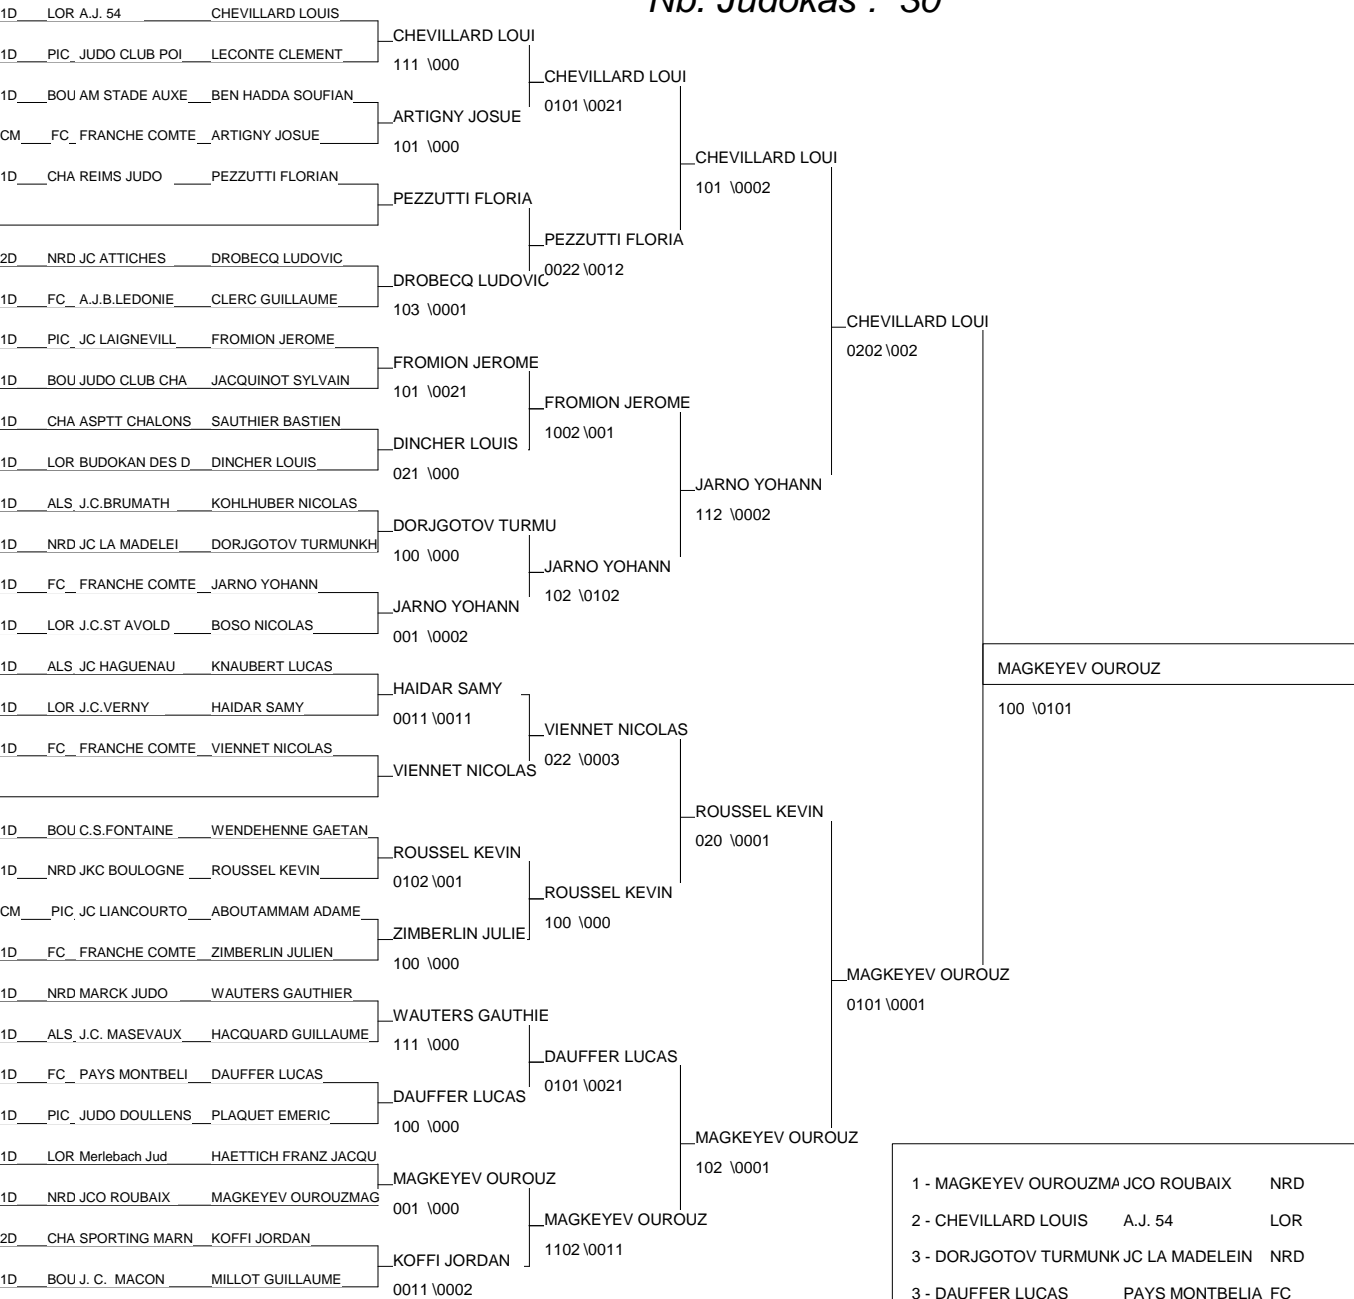 Nb. Judokas : 30
1D LOR A.J. 54 CHEVILLARD LOUIS
CHEVILLARD LOUI
1D PIC JUDO CLUB POI LECONTE CLEMENT
111 \000
CHEVILLARD LOUI
1D BOU AM STADE AUXE BEN HADDA SOUFIAN
0101 \0021
ARTIGNY JOSUE
CM FC FRANCHE COMTE ARTIGNY JOSUE
101 \000
CHEVILLARD LOUI
1D CHA REIMS JUDO PEZZUTTI FLORIAN
101 \0002
PEZZUTTI FLORIA
PEZZUTTI FLORIA
2D NRD JC ATTICHES DROBECQ LUDOVIC
0022 \0012
DROBECQ LUDOVIC
1D FC A.J.B.LEDONIE CLERC GUILLAUME
103 \0001
CHEVILLARD LOUI
1D PIC JC LAIGNEVILL FROMION JEROME
0202 \002
FROMION JEROME
1D BOU JUDO CLUB CHA JACQUINOT SYLVAIN
101 \0021
FROMION JEROME
1D CHA ASPTT CHALONS SAUTHIER BASTIEN
1002 \001
DINCHER LOUIS
1D LOR BUDOKAN DES D DINCHER LOUIS
021 \000
JARNO YOHANN
1D ALS J.C.BRUMATH KOHLHUBER NICOLAS
112 \0002
DORJGOTOV TURMU
1D NRD JC LA MADELEI DORJGOTOV TURMUNKH
100 \000
JARNO YOHANN
1D FC FRANCHE COMTE JARNO YOHANN
102 \0102
JARNO YOHANN
1D LOR J.C.ST AVOLD BOSO NICOLAS
001 \0002
1D ALS JC HAGUENAU KNAUBERT LUCAS
MAGKEYEV OUROUZ
HAIDAR SAMY
1D LOR J.C.VERNY HAIDAR SAMY
100 \0101
0011 \0011
VIENNET NICOLAS
1D FC FRANCHE COMTE VIENNET NICOLAS
022 \0003
VIENNET NICOLAS
ROUSSEL KEVIN
1D BOU C.S.FONTAINE WENDEHENNE GAETAN
020 \0001
ROUSSEL KEVIN
1D NRD JKC BOULOGNE ROUSSEL KEVIN
0102 \001
ROUSSEL KEVIN
CM PIC JC LIANCOURTO ABOUTAMMAM ADAME
100 \000
ZIMBERLIN JULIE
1D FC FRANCHE COMTE ZIMBERLIN JULIEN
100 \000
MAGKEYEV OUROUZ
1D NRD MARCK JUDO WAUTERS GAUTHIER
0101 \0001
WAUTERS GAUTHIE
1D ALS J.C. MASEVAUX HACQUARD GUILLAUME
111 \000
DAUFFER LUCAS
1D FC PAYS MONTBELI DAUFFER LUCAS
0101 \0021
DAUFFER LUCAS
1D PIC JUDO DOULLENS PLAQUET EMERIC
100 \000
MAGKEYEV OUROUZ
1D LOR Merlebach Jud HAETTICH FRANZ JACQU
102 \0001
MAGKEYEV OUROUZ
1D NRD JCO ROUBAIX MAGKEYEV OUROUZMAG
001 \000
MAGKEYEV OUROUZ
2D CHA SPORTING MARN KOFFI JORDAN
1102 \0011
KOFFI JORDAN
1D BOU J. C. MACON MILLOT GUILLAUME
0011 \0002
1 - MAGKEYEV OUROUZMA JCO ROUBAIX NRD
2 - CHEVILLARD LOUIS A.J. 54 LOR
3 - DORJGOTOV TURMUNK JC LA MADELEIN NRD
3 - DAUFFER LUCAS PAYS MONTBELIA FC